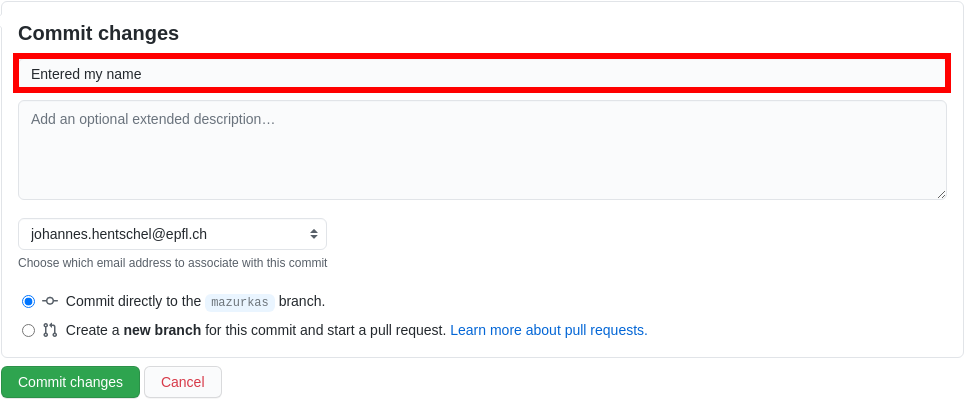 Commit changes
Entered my name
Add an optional extended description…
johannes.hentschel@epfl.ch
Choose which email address to associate with this commit
Commit directly to the mazurkas branch.
Create a new branch for this commit and start a pull request. Learn more about pull requests.
Commit changes Cancel